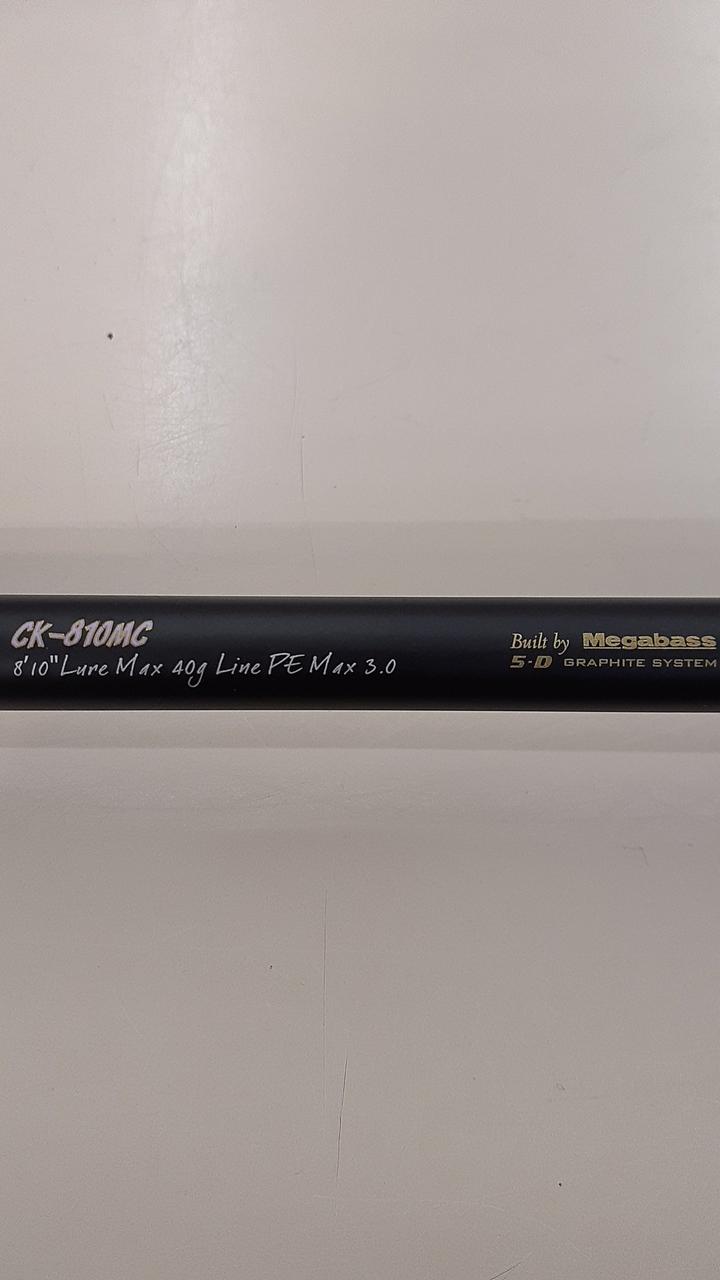 CK-810MC
8'10" Lure Max 40g Line PE Max 3.0
Built by Megabass
5-D GRAPHITE SYSTEM